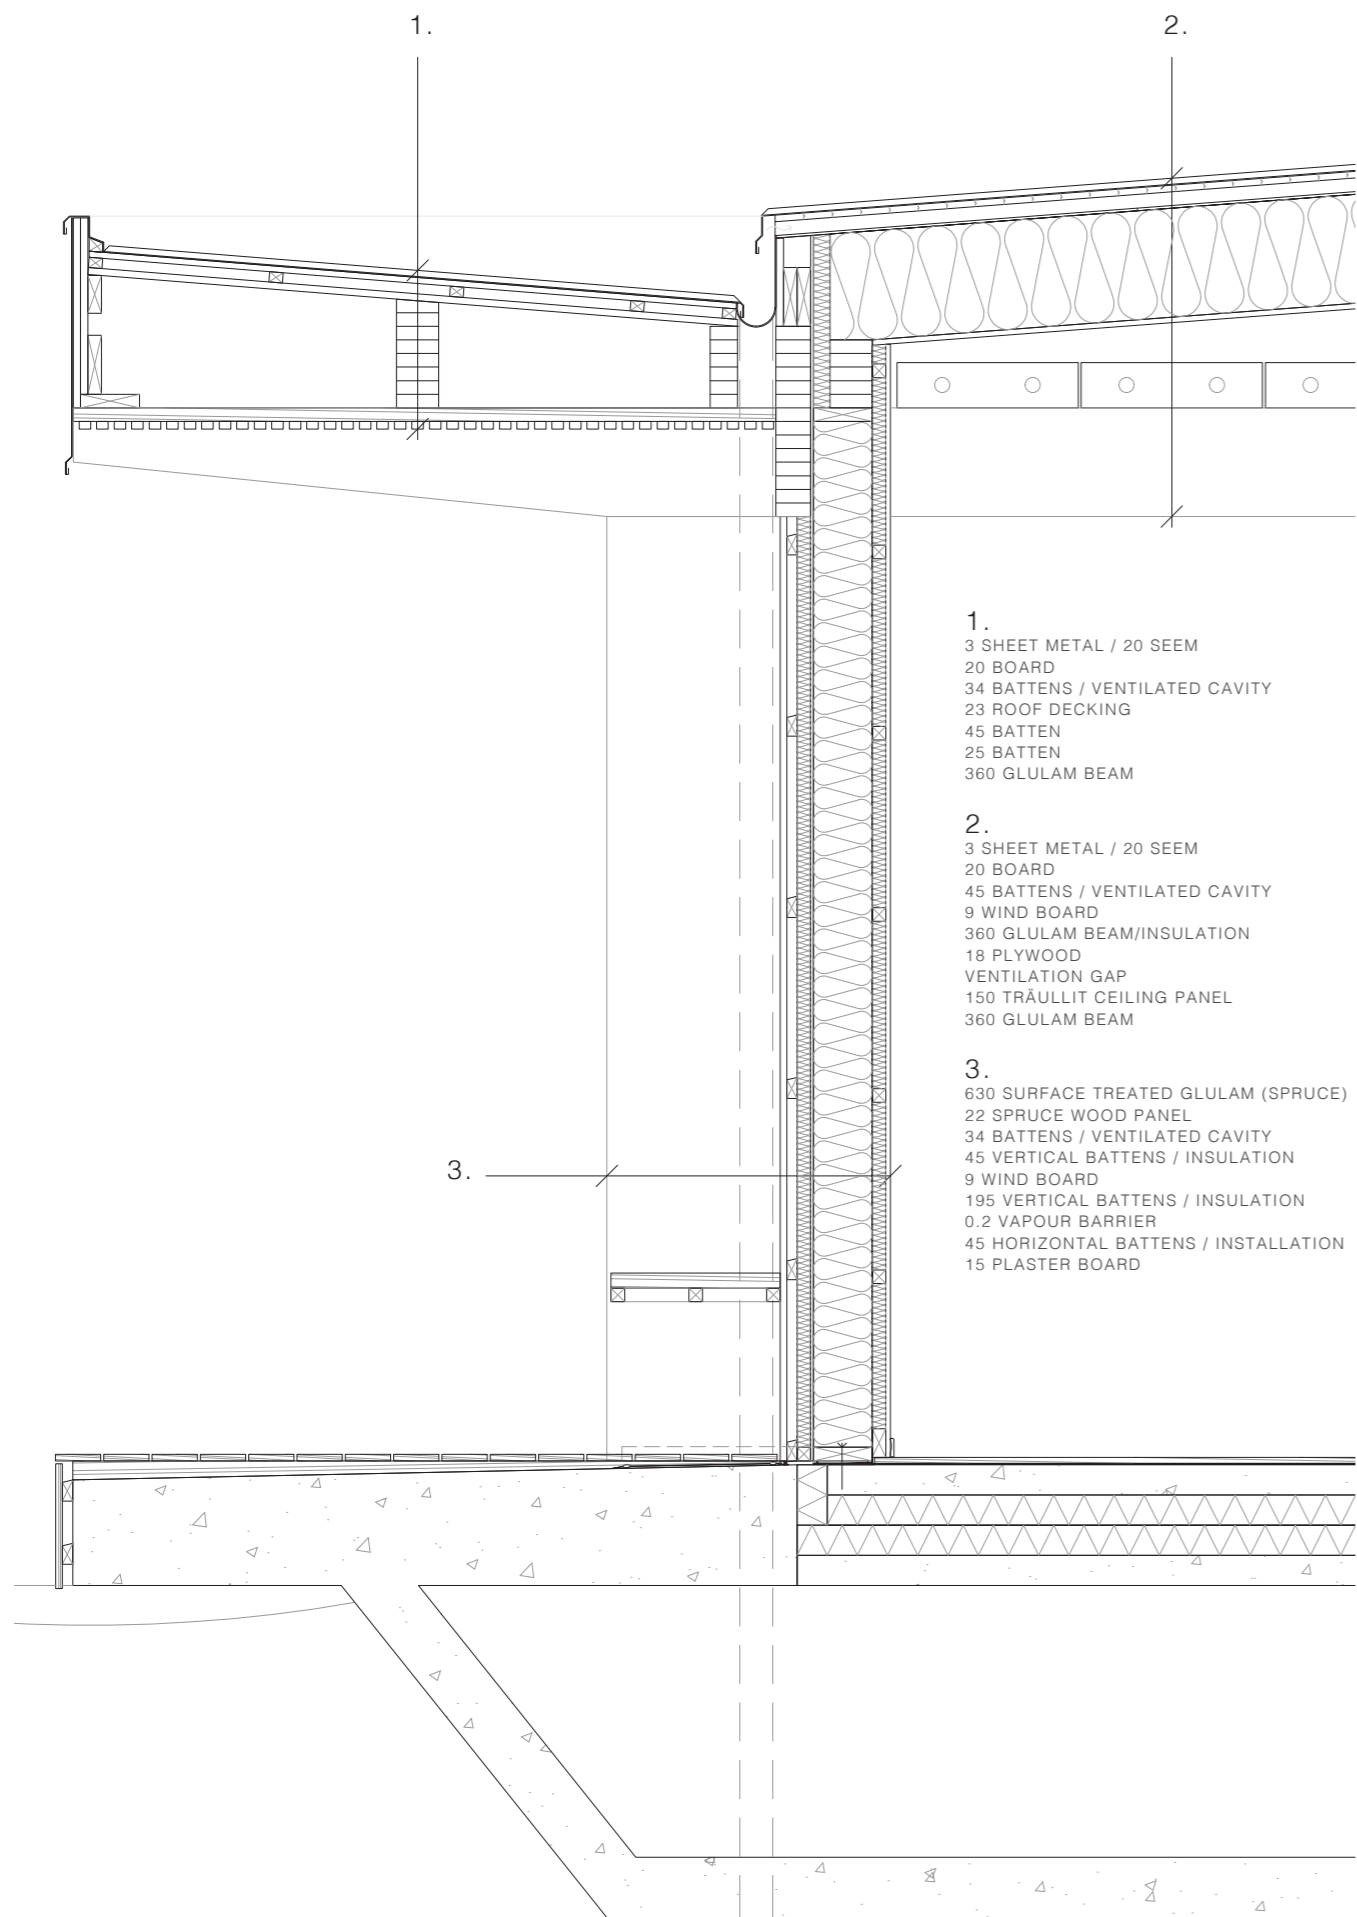 1.
2.
1.
3 SHEET METAL / 20 SEEM
20 BOARD
34 BATTENS / VENTILATED CAVITY
23 ROOF DECKING
45 BATTEN
25 BATTEN
360 GLULAM BEAM
2.
3 SHEET METAL / 20 SEEM
20 BOARD
45 BATTENS / VENTILATED CAVITY
9 WIND BOARD
360 GLULAM BEAM/INSULATION
18 PLYWOOD
VENTILATION GAP
150 TRÄULLIT CEILING PANEL
360 GLULAM BEAM
3.
630 SURFACE TREATED GLULAM (SPRUCE)
22 SPRUCE WOOD PANEL
34 BATTENS / VENTILATED CAVITY
45 VERTICAL BATTENS / INSULATION
9 WIND BOARD
195 VERTICAL BATTENS / INSULATION
0.2 VAPOUR BARRIER
45 HORIZONTAL BATTENS / INSTALLATION
15 PLASTER BOARD
3.